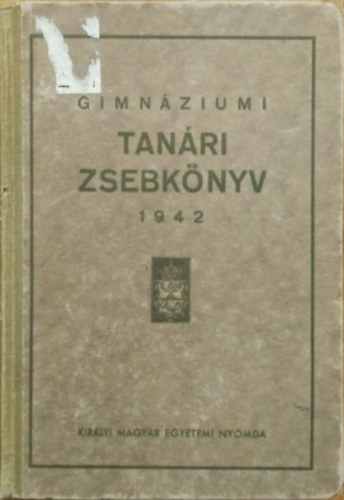 GIMNÁZIUMI
TANÁRI
ZSEBKÖNYV
1942
KIRÁLYI MAGYAR EGYETEMI NYOMDA